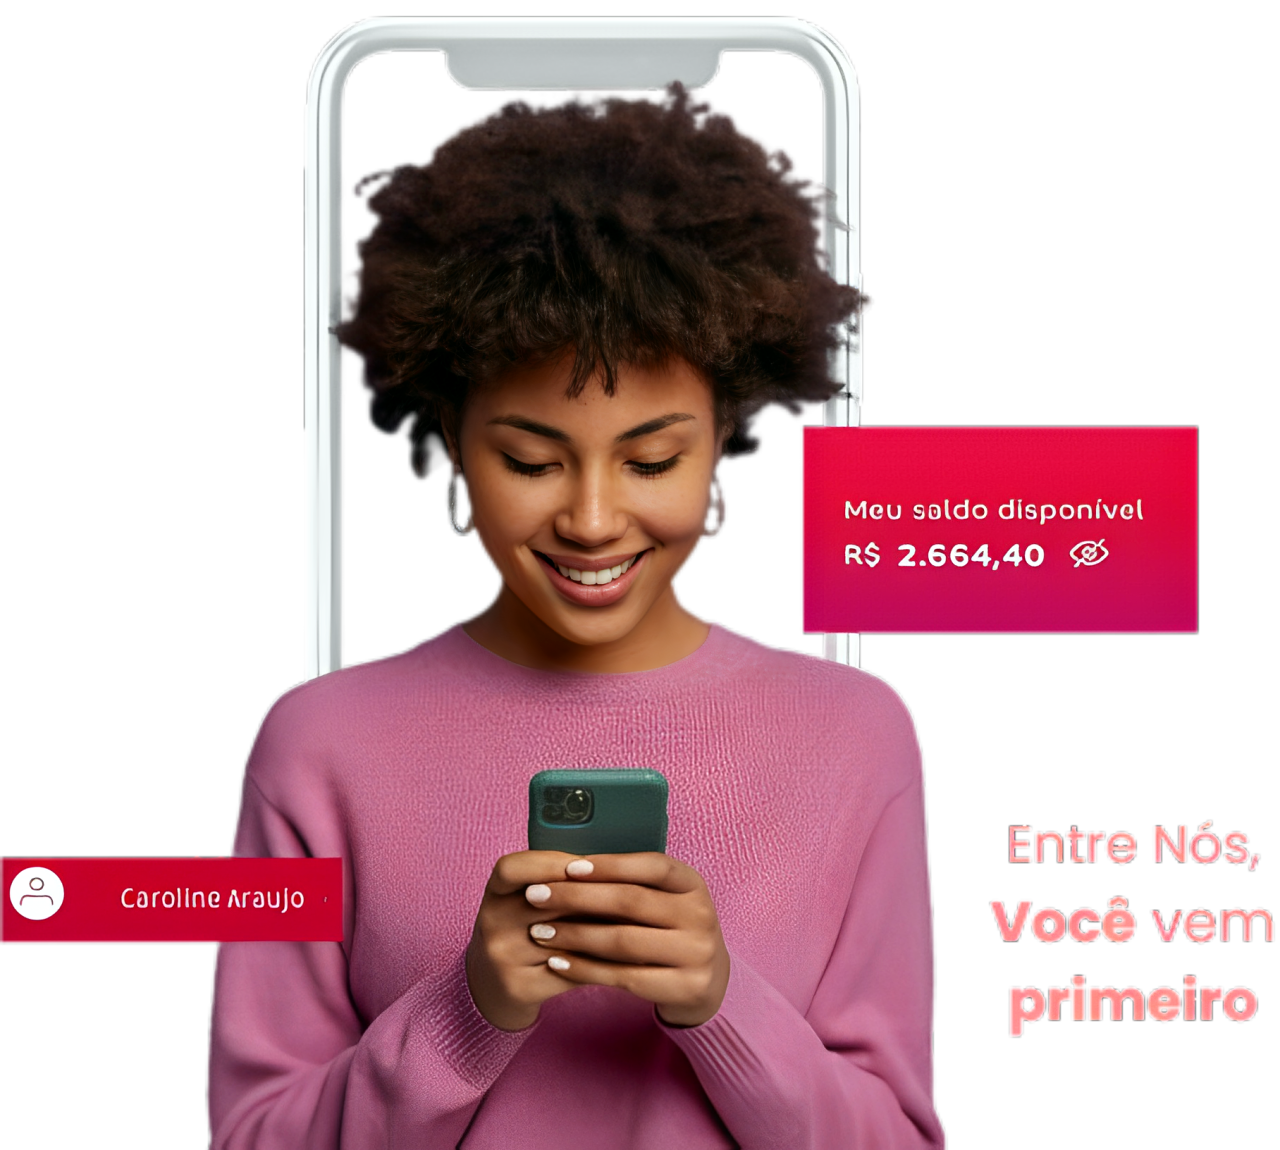 Meu saldo disponível
R$ 2.664,40
Caroline Araujo
Entre Nós,
Você vem
primeiro